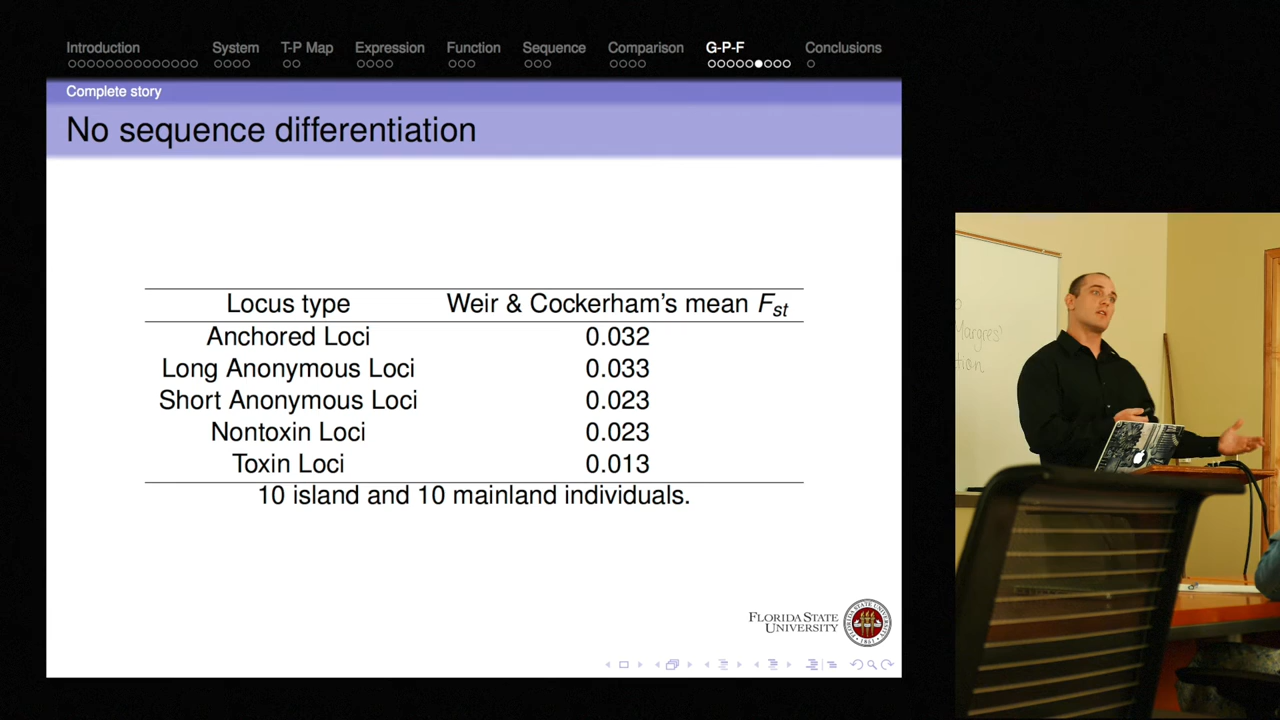 Introduction System T-P Map Expression Function Sequence Comparison G-P-F Conclusions
Complete story
No sequence differentiation
Locus type Weir & Cockerham's mean Fst
Anchored Loci 0.032
Long Anonymous Loci 0.033
Short Anonymous Loci 0.023
Nontoxin Loci 0.023
Toxin Loci 0.013
10 island and 10 mainland individuals.
FLORIDA STATE
UNIVERSITY
Margres'